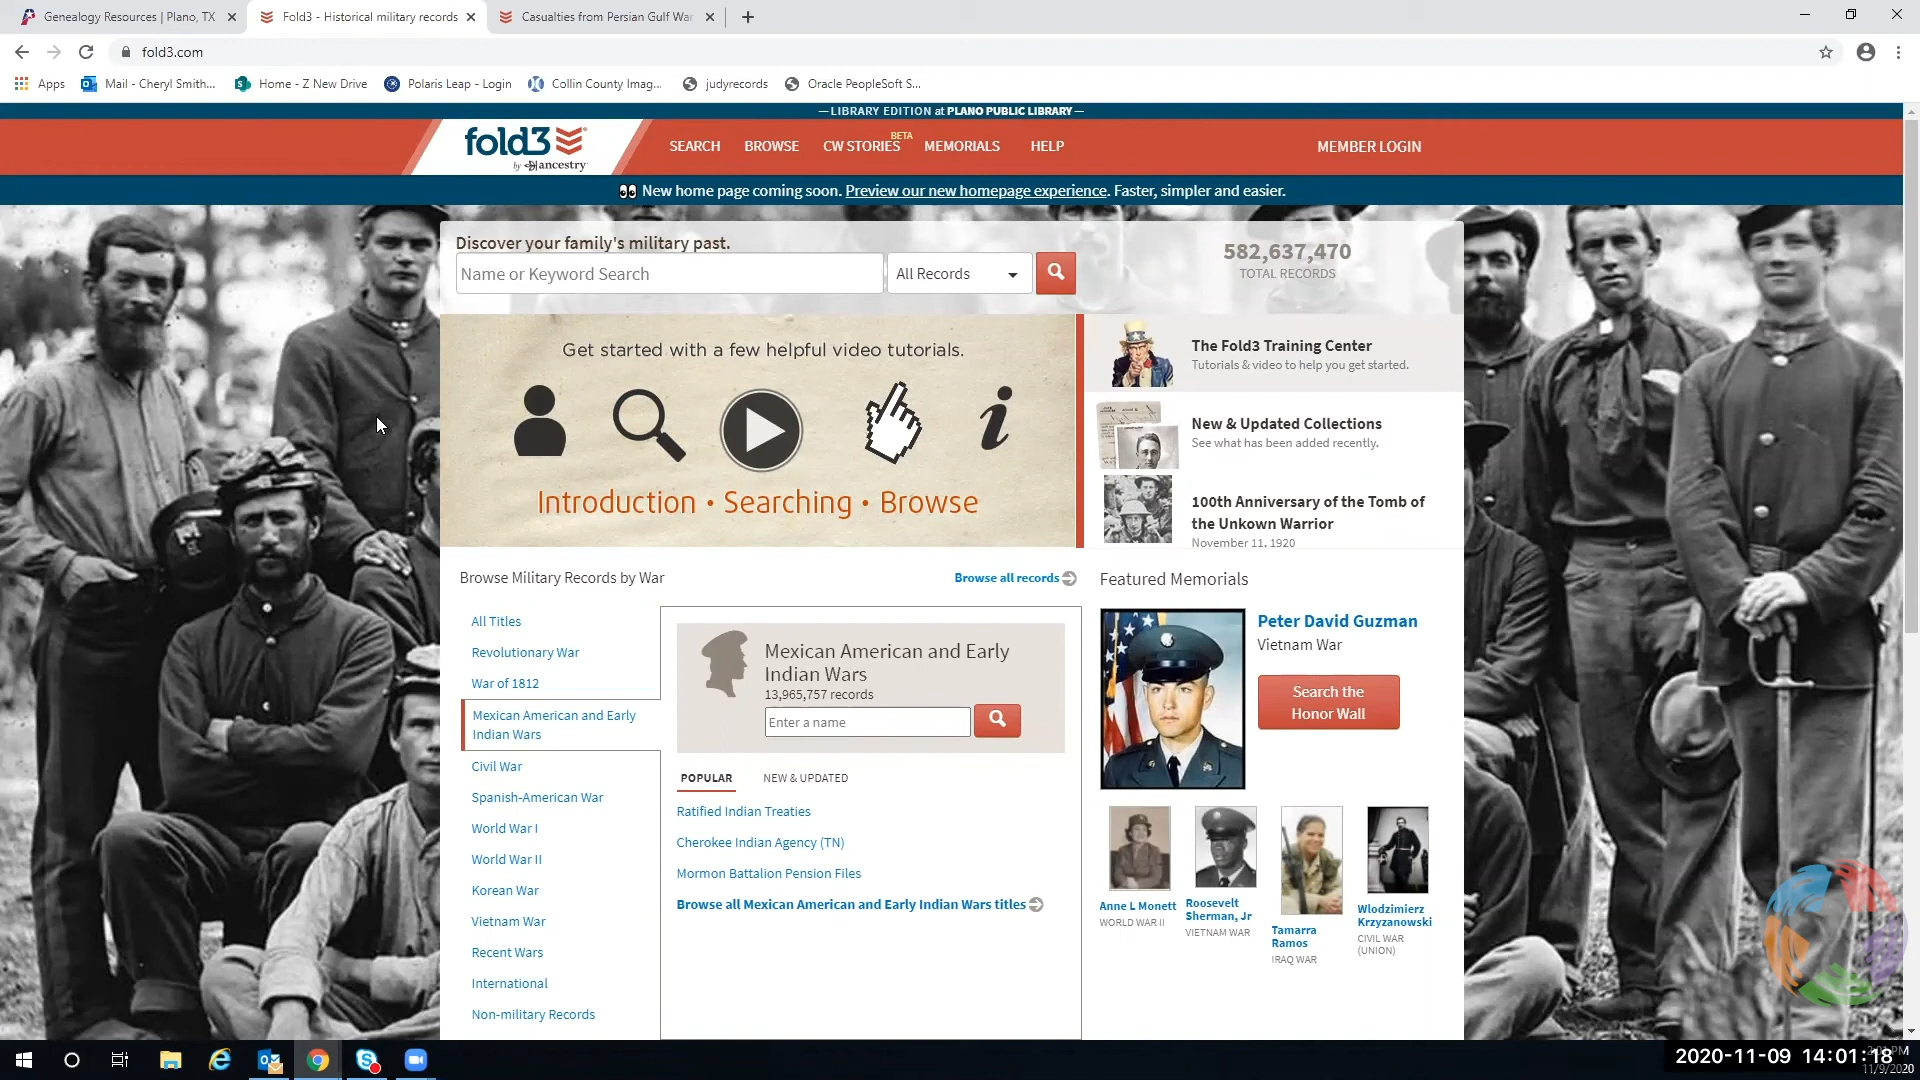 Genealogy Resources | Plano, TX
Fold3 - Historical military records
Casualties from Persian Gulf War
fold3.com
Apps
Mail - Cheryl Smith...
Home - Z New Drive
Polaris Leap - Login
Collin County Imag...
judyrecords
Oracle PeopleSoft S...
— LIBRARY EDITION at PLANO PUBLIC LIBRARY —
fold3
by ancestry
SEARCH
BROWSE
CW STORIES
BETA
MEMORIALS
HELP
MEMBER LOGIN
New home page coming soon. Preview our new homepage experience. Faster, simpler and easier.
Discover your family's military past.
Name or Keyword Search
All Records
582,637,470
TOTAL RECORDS
Get started with a few helpful video tutorials.
i
Introduction • Searching • Browse
The Fold3 Training Center
Tutorials & video to help you get started.
New & Updated Collections
See what has been added recently.
100th Anniversary of the Tomb of
the Unkown Warrior
November 11, 1920
Browse Military Records by War
Browse all records
All Titles
Revolutionary War
War of 1812
Mexican American and Early
Indian Wars
Civil War
Spanish-American War
World War I
World War II
Korean War
Vietnam War
Recent Wars
International
Non-military Records
Mexican American and Early
Indian Wars
13,965,757 records
Enter a name
POPULAR
NEW & UPDATED
Ratified Indian Treaties
Cherokee Indian Agency (TN)
Mormon Battalion Pension Files
Browse all Mexican American and Early Indian Wars titles
Featured Memorials
Peter David Guzman
Vietnam War
Search the
Honor Wall
Anne L Monett
WORLD WAR II
Roosevelt
Sherman, Jr
VIETNAM WAR
Tamarra
Ramos
IRAQ WAR
Wlodzimierz
Krzyzanowski
CIVIL WAR
(UNION)
2020-11-09 14:01:18
11/9/2020